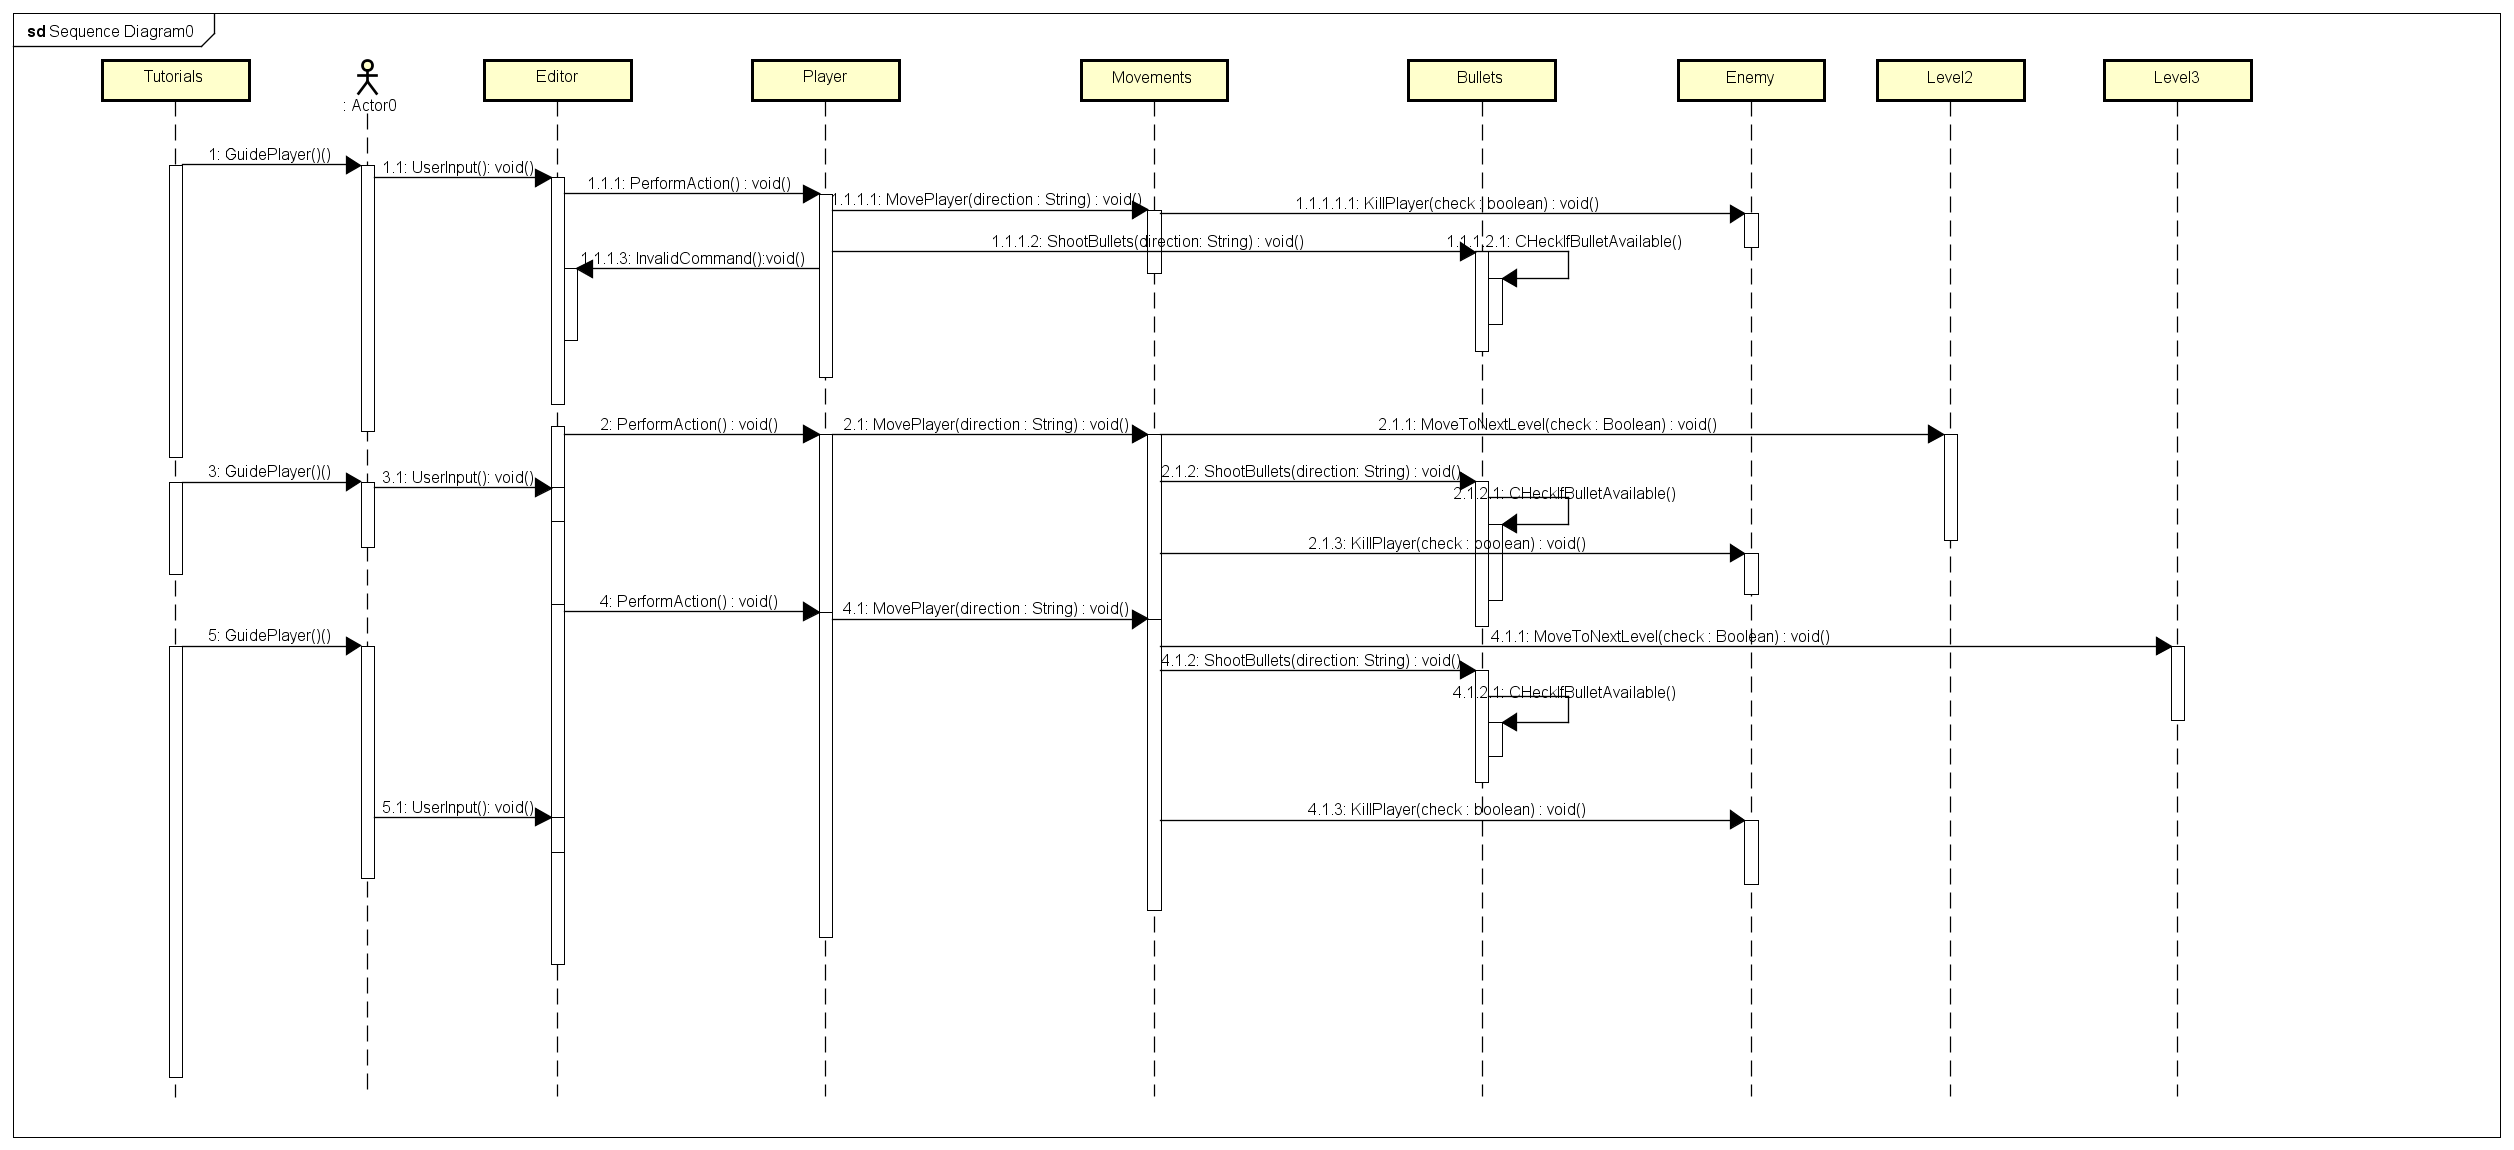 sd Sequence Diagram0
Tutorials
: Actor0
Editor
Player
Movements
Bullets
Enemy
Level2
Level3
1: GuidePlayer()()
1.1: UserInput(): void()
1.1.1: PerformAction() : void()
1.1.1.1: MovePlayer(direction : String) : void()
1.1.1.1.1: KillPlayer(check : boolean) : void()
1.1.1.2: ShootBullets(direction: String) : void()
1.1.1.2.1: CHeckIfBulletAvailable()
1.1.1.3: InvalidCommand():void()
2: PerformAction() : void()
2.1: MovePlayer(direction : String) : void()
2.1.1: MoveToNextLevel(check : Boolean) : void()
3: GuidePlayer()()
3.1: UserInput(): void()
2.1.2: ShootBullets(direction: String) : void()
2.1.2.1: CHeckIfBulletAvailable()
2.1.3: KillPlayer(check : boolean) : void()
4: PerformAction() : void()
4.1: MovePlayer(direction : String) : void()
5: GuidePlayer()()
4.1.1: MoveToNextLevel(check : Boolean) : void()
4.1.2: ShootBullets(direction: String) : void()
4.1.2.1: CHeckIfBulletAvailable()
5.1: UserInput(): void()
4.1.3: KillPlayer(check : boolean) : void()